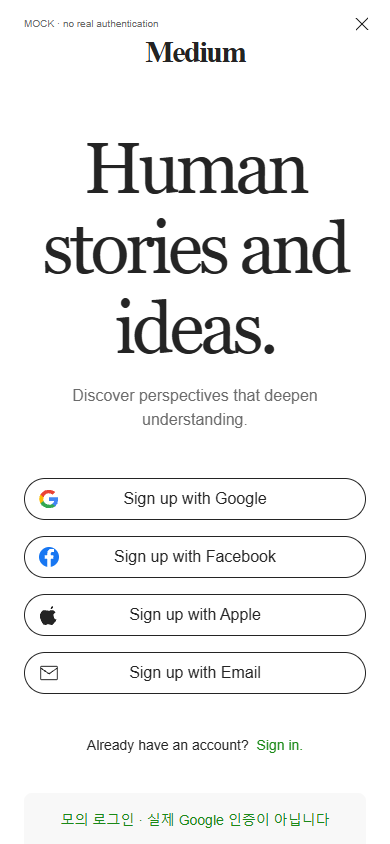 MOCK · no real authentication
Medium
Human
stories and
ideas.
Discover perspectives that deepen
understanding.
Sign up with Google
Sign up with Facebook
Sign up with Apple
Sign up with Email
Already have an account? Sign in.
모의 로그인 · 실제 Google 인증이 아닙니다